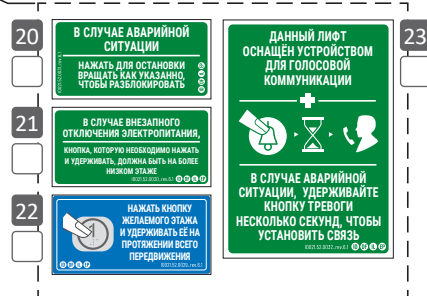 20
В СЛУЧАЕ АВАРИЙНОЙ
СИТУАЦИИ
НАЖАТЬ ДЛЯ ОСТАНОВКИ
ВРАЩАТЬ КАК УКАЗАННО,
ЧТОБЫ РАЗБЛОКИРОВАТЬ
21
В СЛУЧАЕ ВНЕЗАПНОГО
ОТКЛЮЧЕНИЯ ЭЛЕКТРОПИТАНИЯ,
КНОПКА, КОТОРУЮ НЕОБХОДИМО НАЖАТЬ
И УДЕРЖИВАТЬ, ДОЛЖНА БЫТЬ НА БОЛЕЕ
НИЗКОМ ЭТАЖЕ
22
НАЖАТЬ КНОПКУ
ЖЕЛАЕМОГО ЭТАЖА
И УДЕРЖИВАТЬ ЕЁ НА
ПРОТЯЖЕНИИ ВСЕГО
ПЕРЕДВИЖЕНИЯ
23
ДАННЫЙ ЛИФТ
ОСНАЩЁН УСТРОЙСТВОМ
ДЛЯ ГОЛОСОВОЙ
КОММУНИКАЦИИ
В СЛУЧАЕ АВАРИЙНОЙ
СИТУАЦИИ, УДЕРЖИВАЙТЕ
КНОПКУ ТРЕВОГИ
НЕСКОЛЬКО СЕКУНД, ЧТОБЫ
УСТАНОВИТЬ СВЯЗЬ